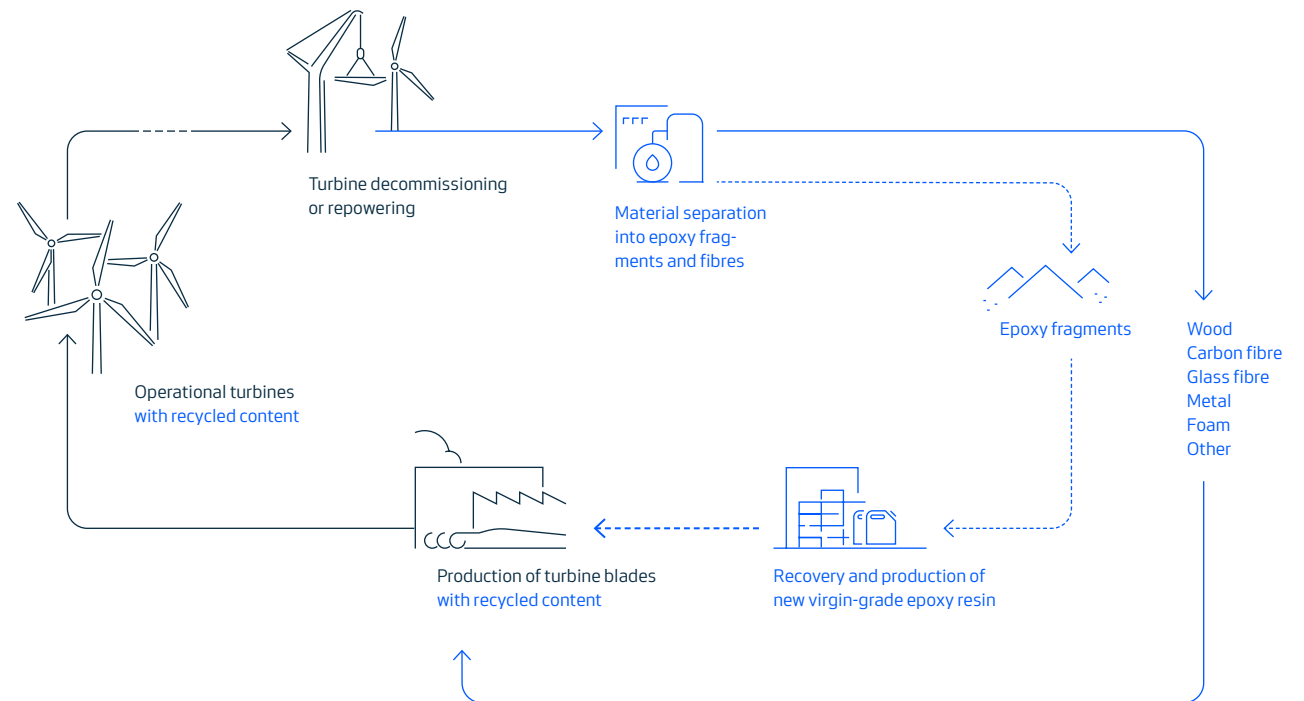 Turbine decommissioning
or repowering
Material separation
into epoxy frag-
ments and fibres
Epoxy fragments
Wood
Carbon fibre
Glass fibre
Metal
Foam
Other
Operational turbines
with recycled content
Production of turbine blades
with recycled content
Recovery and production of
new virgin-grade epoxy resin